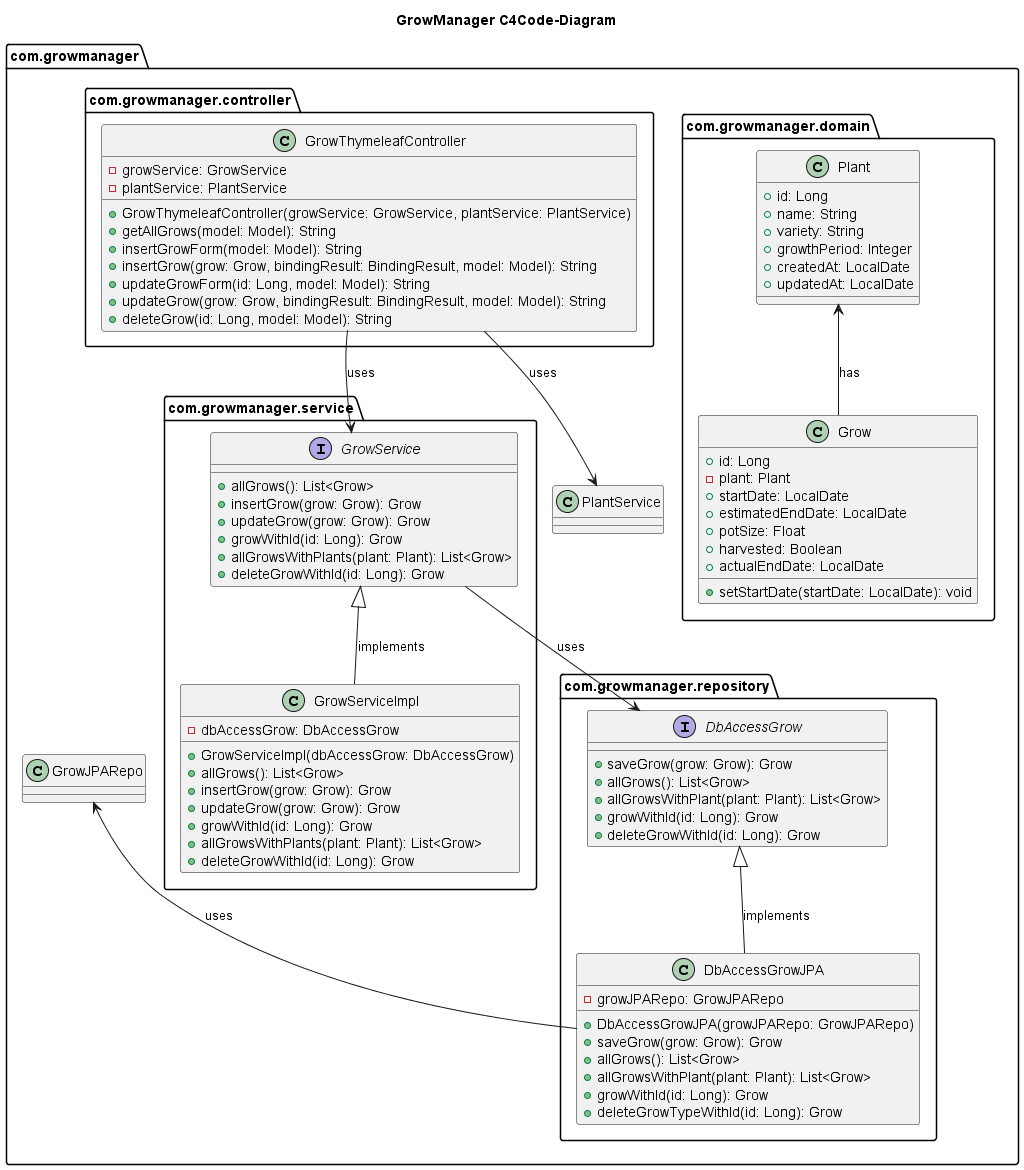 GrowManager C4Code-Diagram
com.growmanager
com.growmanager.controller
C GrowThymeleafController
growService: GrowService
plantService: PlantService
GrowThymeleafController(growService: GrowService, plantService: PlantService)
getAllGrows(model: Model): String
insertGrowForm(model: Model): String
insertGrow(grow: Grow, bindingResult: BindingResult, model: Model): String
updateGrowForm(id: Long, model: Model): String
updateGrow(grow: Grow, bindingResult: BindingResult, model: Model): String
deleteGrow(id: Long, model: Model): String
com.growmanager.domain
C Plant
id: Long
name: String
variety: String
growthPeriod: Integer
createdAt: LocalDate
updatedAt: LocalDate
has
C Grow
id: Long
plant: Plant
startDate: LocalDate
estimatedEndDate: LocalDate
potSize: Float
harvested: Boolean
actualEndDate: LocalDate
setStartDate(startDate: LocalDate): void
uses
uses
com.growmanager.service
I GrowService
allGrows(): List<Grow>
insertGrow(grow: Grow): Grow
updateGrow(grow: Grow): Grow
growWithId(id: Long): Grow
allGrowsWithPlants(plant: Plant): List<Grow>
deleteGrowWithId(id: Long): Grow
C PlantService
implements
uses
C GrowServiceImpl
dbAccessGrow: DbAccessGrow
GrowServiceImpl(dbAccessGrow: DbAccessGrow)
allGrows(): List<Grow>
insertGrow(grow: Grow): Grow
updateGrow(grow: Grow): Grow
growWithId(id: Long): Grow
allGrowsWithPlants(plant: Plant): List<Grow>
deleteGrowWithId(id: Long): Grow
C GrowJPARepo
com.growmanager.repository
I DbAccessGrow
saveGrow(grow: Grow): Grow
allGrows(): List<Grow>
allGrowsWithPlant(plant: Plant): List<Grow>
growWithId(id: Long): Grow
deleteGrowWithId(id: Long): Grow
uses
implements
C DbAccessGrowJPA
growJPARepo: GrowJPARepo
DbAccessGrowJPA(growJPARepo: GrowJPARepo)
saveGrow(grow: Grow): Grow
allGrows(): List<Grow>
allGrowsWithPlant(plant: Plant): List<Grow>
growWithId(id: Long): Grow
deleteGrowTypeWithId(id: Long): Grow